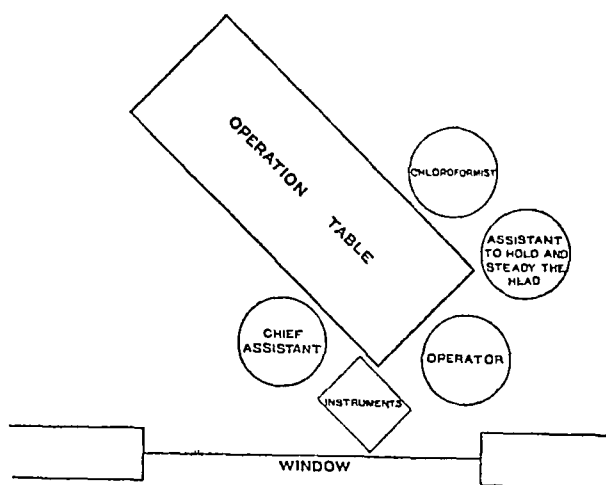 OPERATION TABLE
CHLOROFORMIST
ASSISTANT
TO HOLD AND
STEADY THE
HEAD
CHIEF
ASSISTANT
OPERATOR
INSTRUMENTS
WINDOW